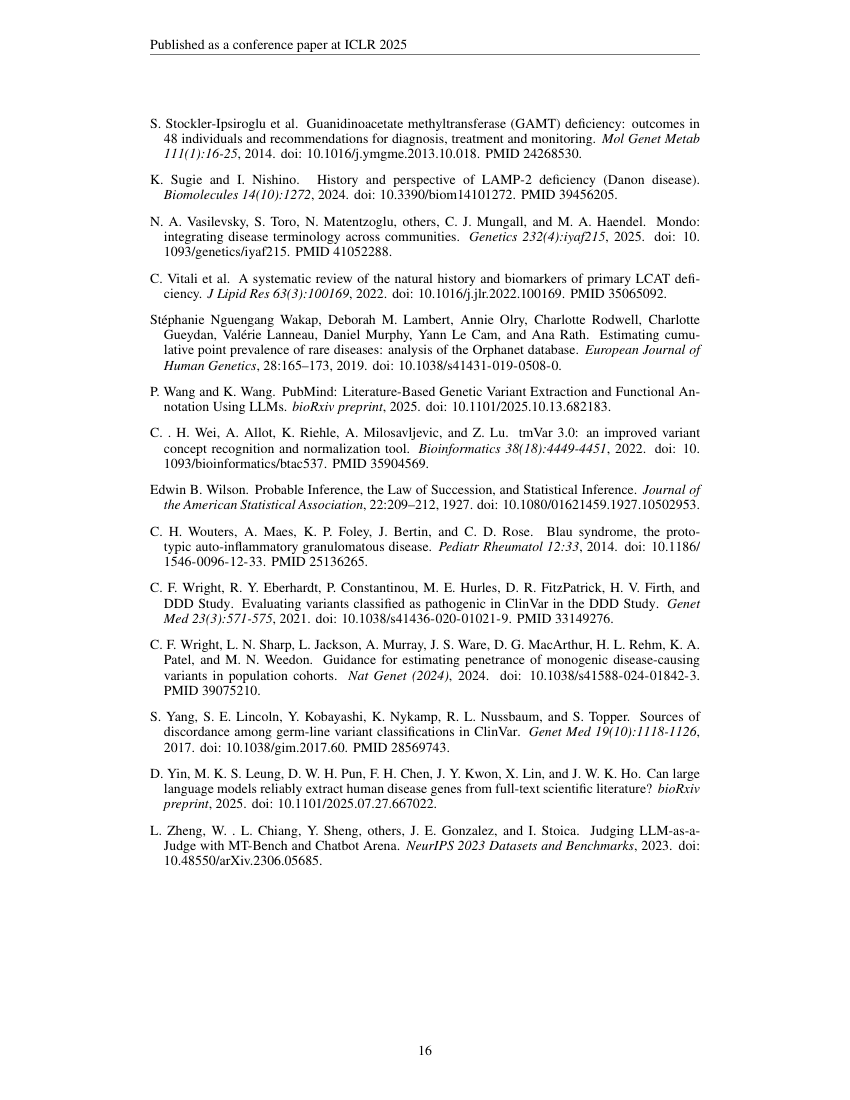 Published as a conference paper at ICLR 2025
S. Stockler-Ipsiroglu et al. Guanidinoacetate methyltransferase (GAMT) deficiency: outcomes in
48 individuals and recommendations for diagnosis, treatment and monitoring. Mol Genet Metab
111(1):16-25, 2014. doi: 10.1016/j.ymgme.2013.10.018. PMID 24268530.
K. Sugie and I. Nishino. History and perspective of LAMP-2 deficiency (Danon disease).
Biomolecules 14(10):1272, 2024. doi: 10.3390/biom14101272. PMID 39456205.
N. A. Vasilevsky, S. Toro, N. Matentzoglu, others, C. J. Mungall, and M. A. Haendel. Mondo:
integrating disease terminology across communities. Genetics 232(4):iyaf215, 2025. doi: 10.
1093/genetics/iyaf215. PMID 41052288.
C. Vitali et al. A systematic review of the natural history and biomarkers of primary LCAT defi-
ciency. J Lipid Res 63(3):100169, 2022. doi: 10.1016/j.jlr.2022.100169. PMID 35065092.
Stéphanie Nguengang Wakap, Deborah M. Lambert, Annie Olry, Charlotte Rodwell, Charlotte
Gueydan, Valérie Lanneau, Daniel Murphy, Yann Le Cam, and Ana Rath. Estimating cumu-
lative point prevalence of rare diseases: analysis of the Orphanet database. European Journal of
Human Genetics, 28:165–173, 2019. doi: 10.1038/s41431-019-0508-0.
P. Wang and K. Wang. PubMind: Literature-Based Genetic Variant Extraction and Functional An-
notation Using LLMs. bioRxiv preprint, 2025. doi: 10.1101/2025.10.13.682183.
C. . H. Wei, A. Allot, K. Riehle, A. Milosavljevic, and Z. Lu. tmVar 3.0: an improved variant
concept recognition and normalization tool. Bioinformatics 38(18):4449-4451, 2022. doi: 10.
1093/bioinformatics/btac537. PMID 35904569.
Edwin B. Wilson. Probable Inference, the Law of Succession, and Statistical Inference. Journal of
the American Statistical Association, 22:209–212, 1927. doi: 10.1080/01621459.1927.10502953.
C. H. Wouters, A. Maes, K. P. Foley, J. Bertin, and C. D. Rose. Blau syndrome, the proto-
typic auto-inflammatory granulomatous disease. Pediatr Rheumatol 12:33, 2014. doi: 10.1186/
1546-0096-12-33. PMID 25136265.
C. F. Wright, R. Y. Eberhardt, P. Constantinou, M. E. Hurles, D. R. FitzPatrick, H. V. Firth, and
DDD Study. Evaluating variants classified as pathogenic in ClinVar in the DDD Study. Genet
Med 23(3):571-575, 2021. doi: 10.1038/s41436-020-01021-9. PMID 33149276.
C. F. Wright, L. N. Sharp, L. Jackson, A. Murray, J. S. Ware, D. G. MacArthur, H. L. Rehm, K. A.
Patel, and M. N. Weedon. Guidance for estimating penetrance of monogenic disease-causing
variants in population cohorts. Nat Genet (2024), 2024. doi: 10.1038/s41588-024-01842-3.
PMID 39075210.
S. Yang, S. E. Lincoln, Y. Kobayashi, K. Nykamp, R. L. Nussbaum, and S. Topper. Sources of
discordance among germ-line variant classifications in ClinVar. Genet Med 19(10):1118-1126,
2017. doi: 10.1038/gim.2017.60. PMID 28569743.
D. Yin, M. K. S. Leung, D. W. H. Pun, F. H. Chen, J. Y. Kwon, X. Lin, and J. W. K. Ho. Can large
language models reliably extract human disease genes from full-text scientific literature? bioRxiv
preprint, 2025. doi: 10.1101/2025.07.27.667022.
L. Zheng, W. . L. Chiang, Y. Sheng, others, J. E. Gonzalez, and I. Stoica. Judging LLM-as-a-
Judge with MT-Bench and Chatbot Arena. NeurIPS 2023 Datasets and Benchmarks, 2023. doi:
10.48550/arXiv.2306.05685.
16